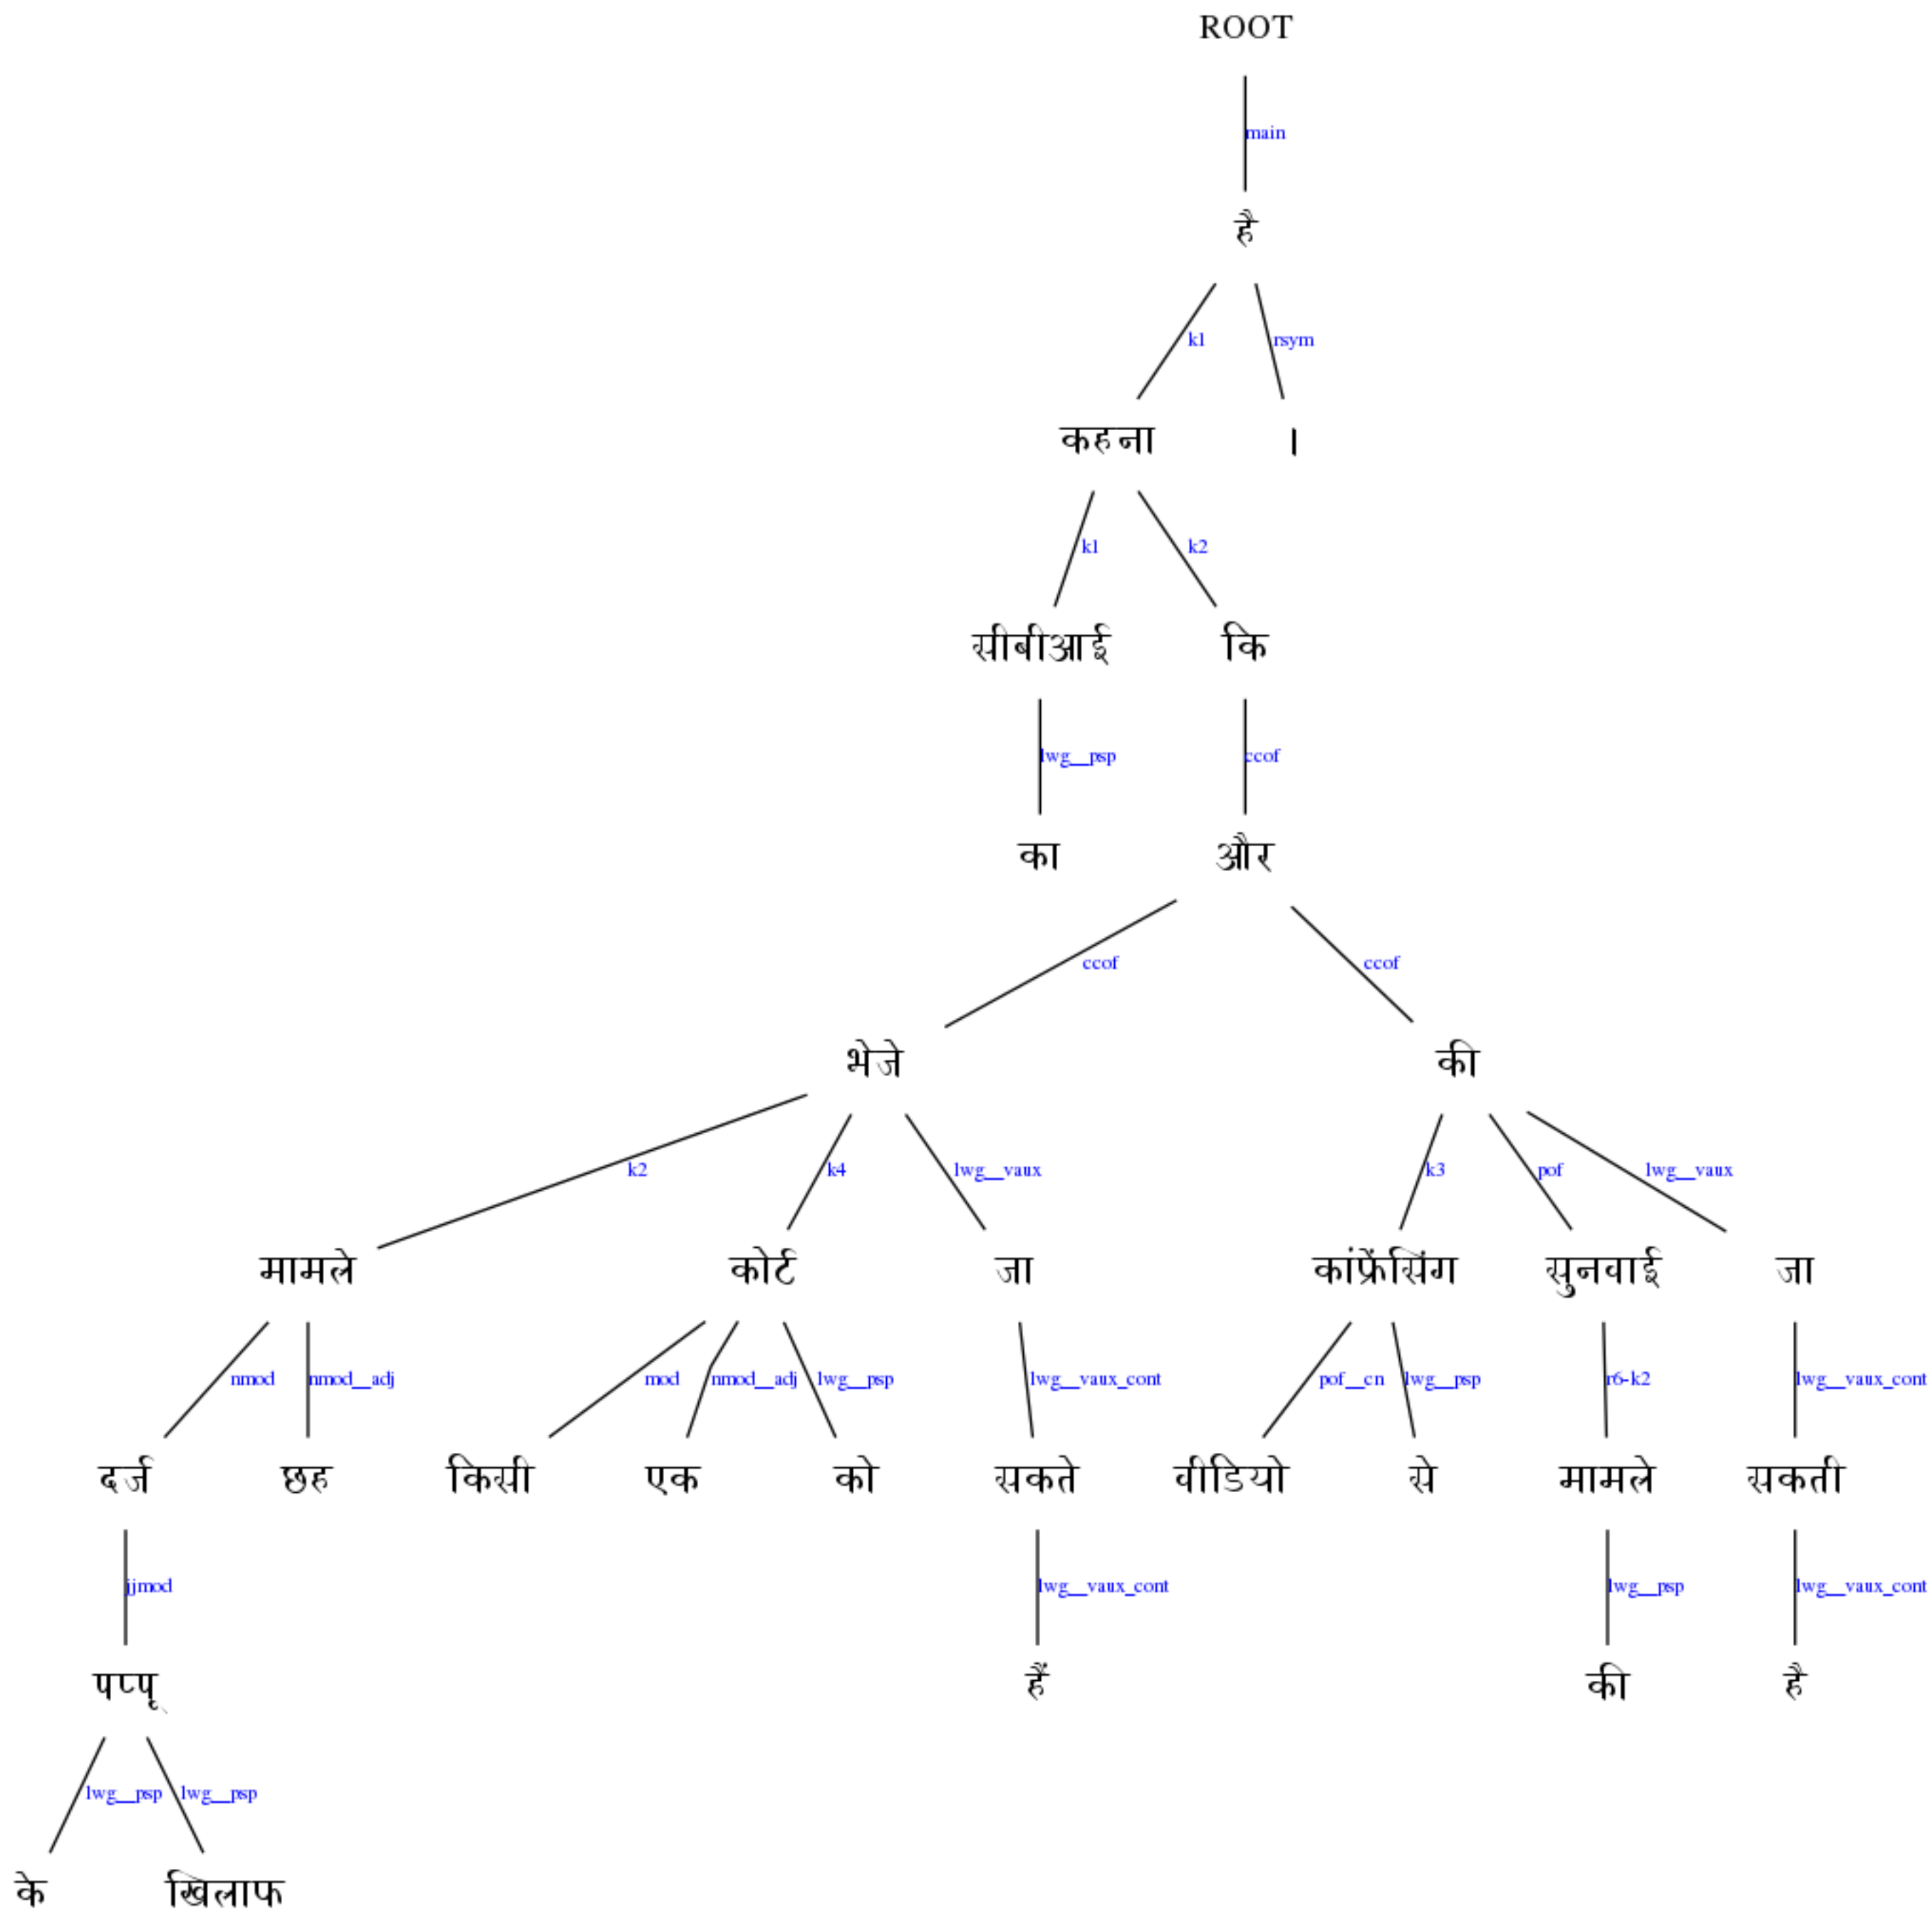 ROOT
main
है
k1 rsym
कहना ।
k1 k2
सीबीआई कि
lwg__psp ccof
का और
ccof ccof
भेजे की
k2 k4 lwg__vaux k3 pof lwg__vaux
मामले कोर्ट जा कांफ्रेंसिंग सुनवाई जा
nmod nmod__adj mod nmod__adj lwg__psp lwg__vaux_cont pof__cn lwg__psp r6-k2 lwg__vaux_cont
दर्ज छह किसी एक को सकते वीडियो से मामले सकती
jjmod lwg__vaux_cont lwg__psp lwg__vaux_cont
पप्पू हैं की है
lwg__psp lwg__psp
के खिलाफ